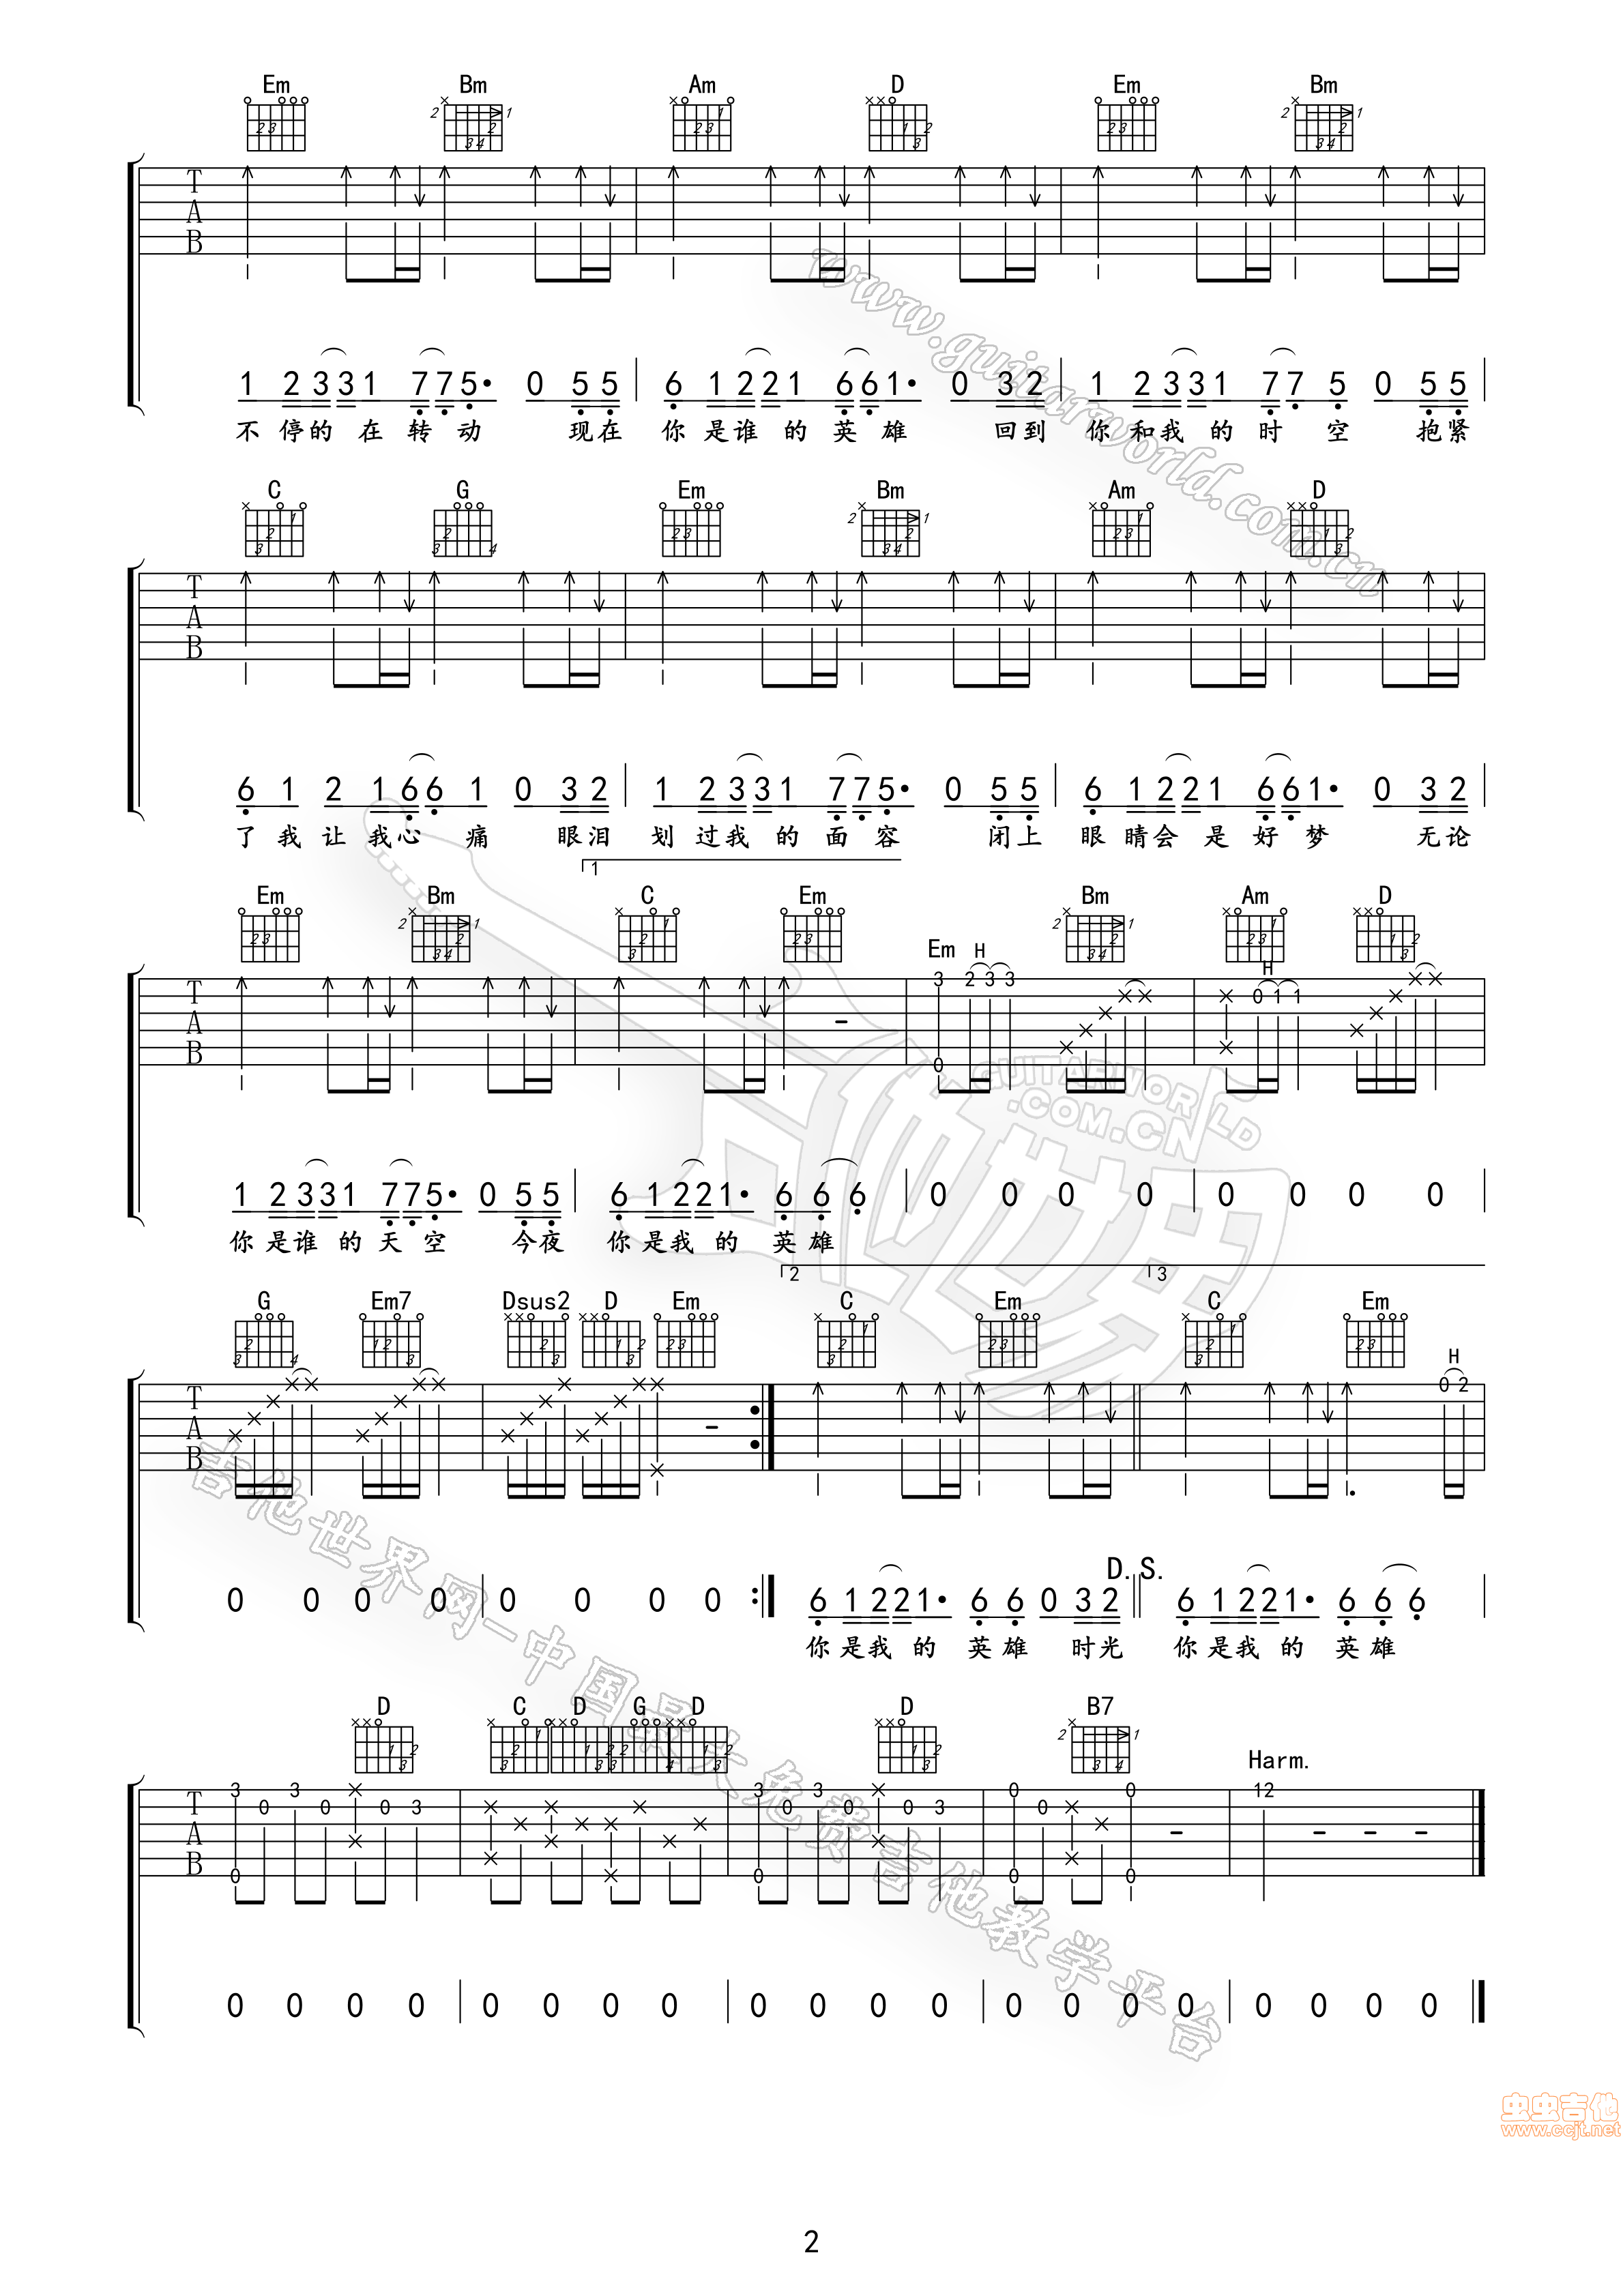 Em Bm Am D Em Bm
T
A
B
1 2 3 3 1 7 7 5• 0 5 5 6 1 2 2 1 6 6 1• 0 3 2 1 2 3 3 1 7 7 5 0 5 5
不 停的 在 转 动 现在 你 是谁 的 英 雄 回到 你 和我 的 时 空 抱紧
C G Em Bm Am D
T
A
B
6 1 2 1 6 6 1 0 3 2 1 2 3 3 1 7 7 5• 0 5 5 6 1 2 2 1 6 6 1• 0 3 2
了 我 让 我心 痛 眼泪 划 过我 的 面 容 闭上 眼 睛会 是 好 梦 无论
1
Em Bm C Em Em H Bm Am H D
T
A
B
3 2 3 3 0 0 1 1
1 2 3 3 1 7 7 5• 0 5 5 6 1 2 2 1• 6 6 6 0 0 0 0 0 0 0 0
你 是谁 的 天 空 今夜 你 是我 的 英 雄
2 3
G Em7 Dsus2 D Em C Em C Em
H
0 2
T
A
B
D.S.
0 0 0 0 0 0 0 0 6 1 2 2 1• 6 6 0 3 2 6 1 2 2 1• 6 6 6
你 是我 的 英 雄 时光 你 是我 的 英 雄
D C D G D D B7
Harm.
T
A
B
3 0 3 0 0 3 0 3 0 3 0 0 3 0 0 0 0 0 0 12
0 0 0 0 0 0 0 0 0 0 0 0 0 0 0 0 0 0 0 0
www.guitarworld.com.cn
GUITARWORLD
.COM.CN
吉他世界网-中国最大免费吉他教学平台
虫虫吉他
www.ccjt.net
2